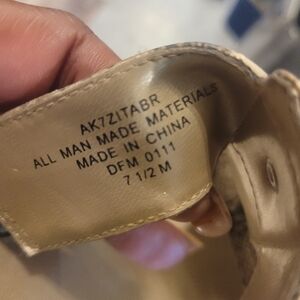 AK7ZITABR
ALL MAN MADE MATERIALS
MADE IN CHINA
DFM 0111
7 1/2 M